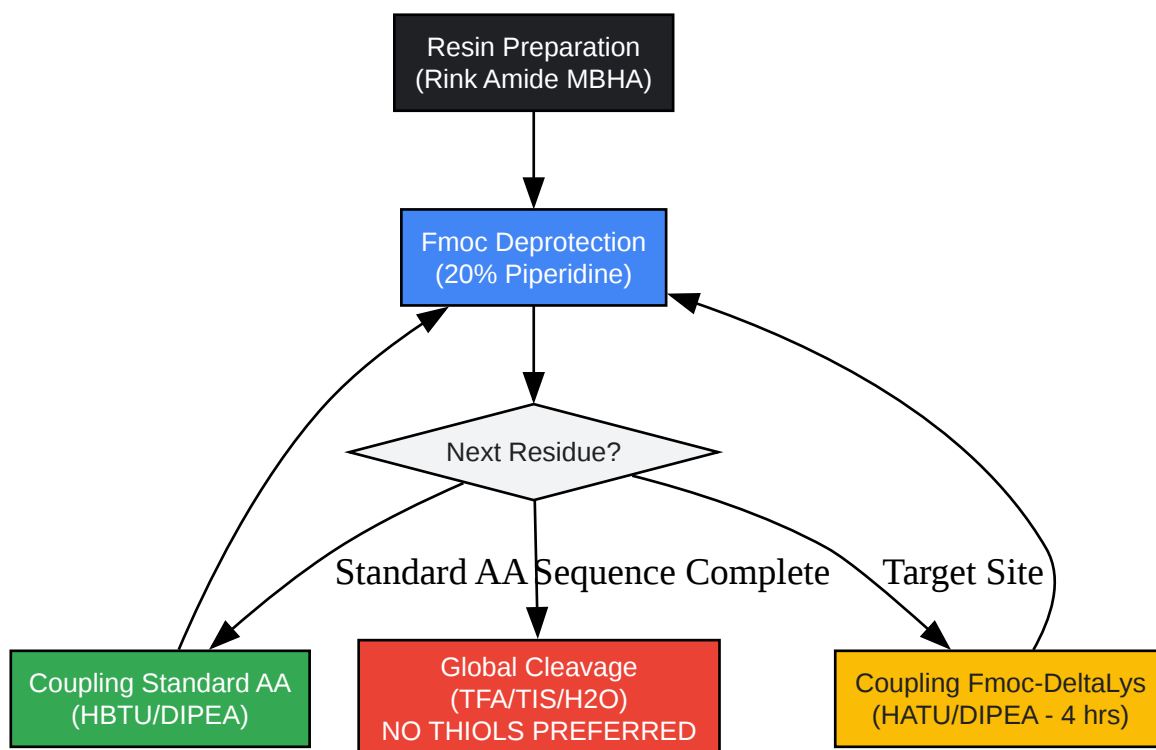 Resin Preparation
(Rink Amide MBHA)
Fmoc Deprotection
(20% Piperidine)
Next Residue?
Standard AA
Sequence Complete
Target Site
Coupling Standard AA
(HBTU/DIPEA)
Global Cleavage
(TFA/TIS/H2O)
NO THIOLS PREFERRED
Coupling Fmoc-DeltaLys
(HATU/DIPEA - 4 hrs)